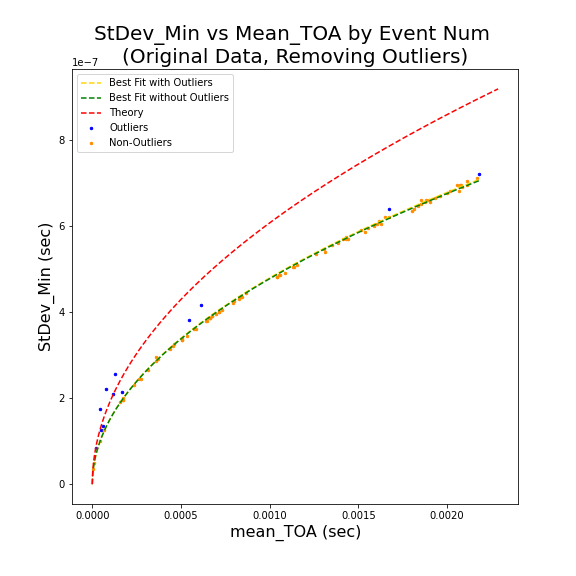 StDev_Min vs Mean_TOA by Event Num
(Original Data, Removing Outliers)
1e−7
Best Fit with Outliers
Best Fit without Outliers
Theory
Outliers
Non-Outliers
8
6
4
2
0
StDev_Min (sec)
0.0000 0.0005 0.0010 0.0015 0.0020
mean_TOA (sec)